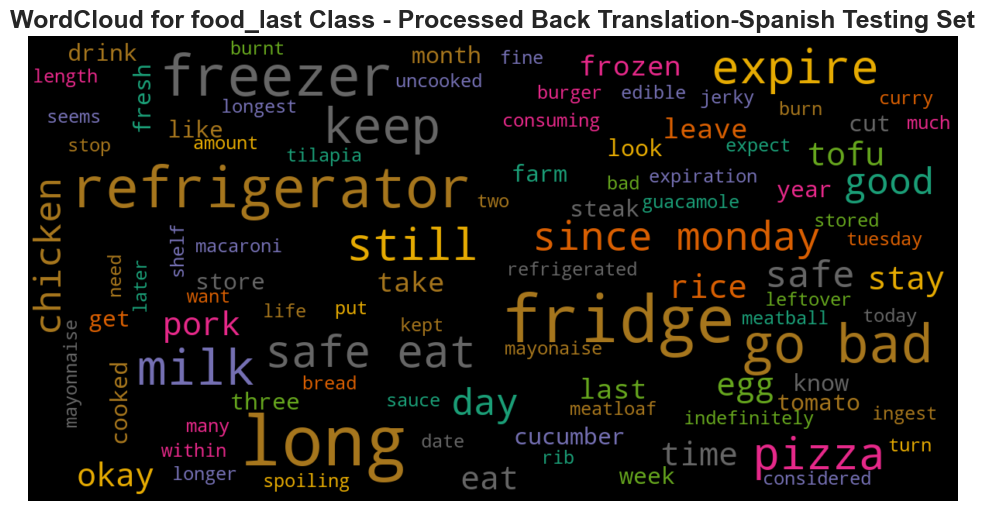 WordCloud for food_last Class - Processed Back Translation-Spanish Testing Set
drink
burnt
month
fine
frozen
expire
length
freezer
uncooked
burger
edible
jerky
curry
fresh
longest
burn
seems
like
keep
consuming
leave
cut
much
stop
amount
look
expect
tofu
tilapia
farm
bad
expiration
year
good
refrigerator
two
steak
guacamole
stored
chicken
shelf
macaroni
still
since monday
tuesday
need
later
store
take
refrigerated
rice
safe
stay
want
leftover
get
life
put
fridge
meatball
today
pork
kept
mayonnaise
safe eat
mayonaise
go bad
milk
bread
last
egg
know
cooked
three
sauce
day
meatloaf
tomato
many
long
indefinitely
ingest
within
date
cucumber
time
pizza
turn
okay
longer
spoiling
eat
rib
week
considered